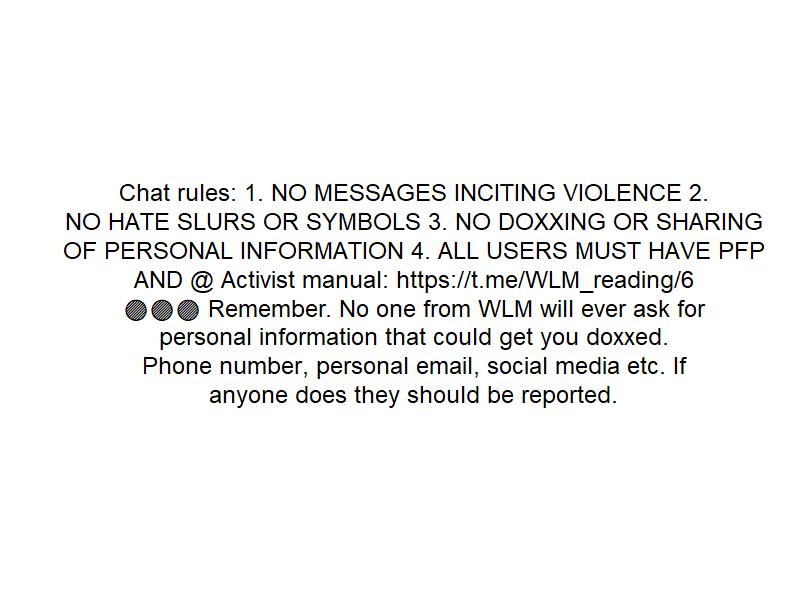 Chat rules: 1. NO MESSAGES INCITING VIOLENCE 2.
NO HATE SLURS OR SYMBOLS 3. NO DOXXING OR SHARING
OF PERSONAL INFORMATION 4. ALL USERS MUST HAVE PFP
AND @ Activist manual: https://t.me/WLM_reading/6
Remember. No one from WLM will ever ask for
personal information that could get you doxxed.
Phone number, personal email, social media etc. If
anyone does they should be reported.